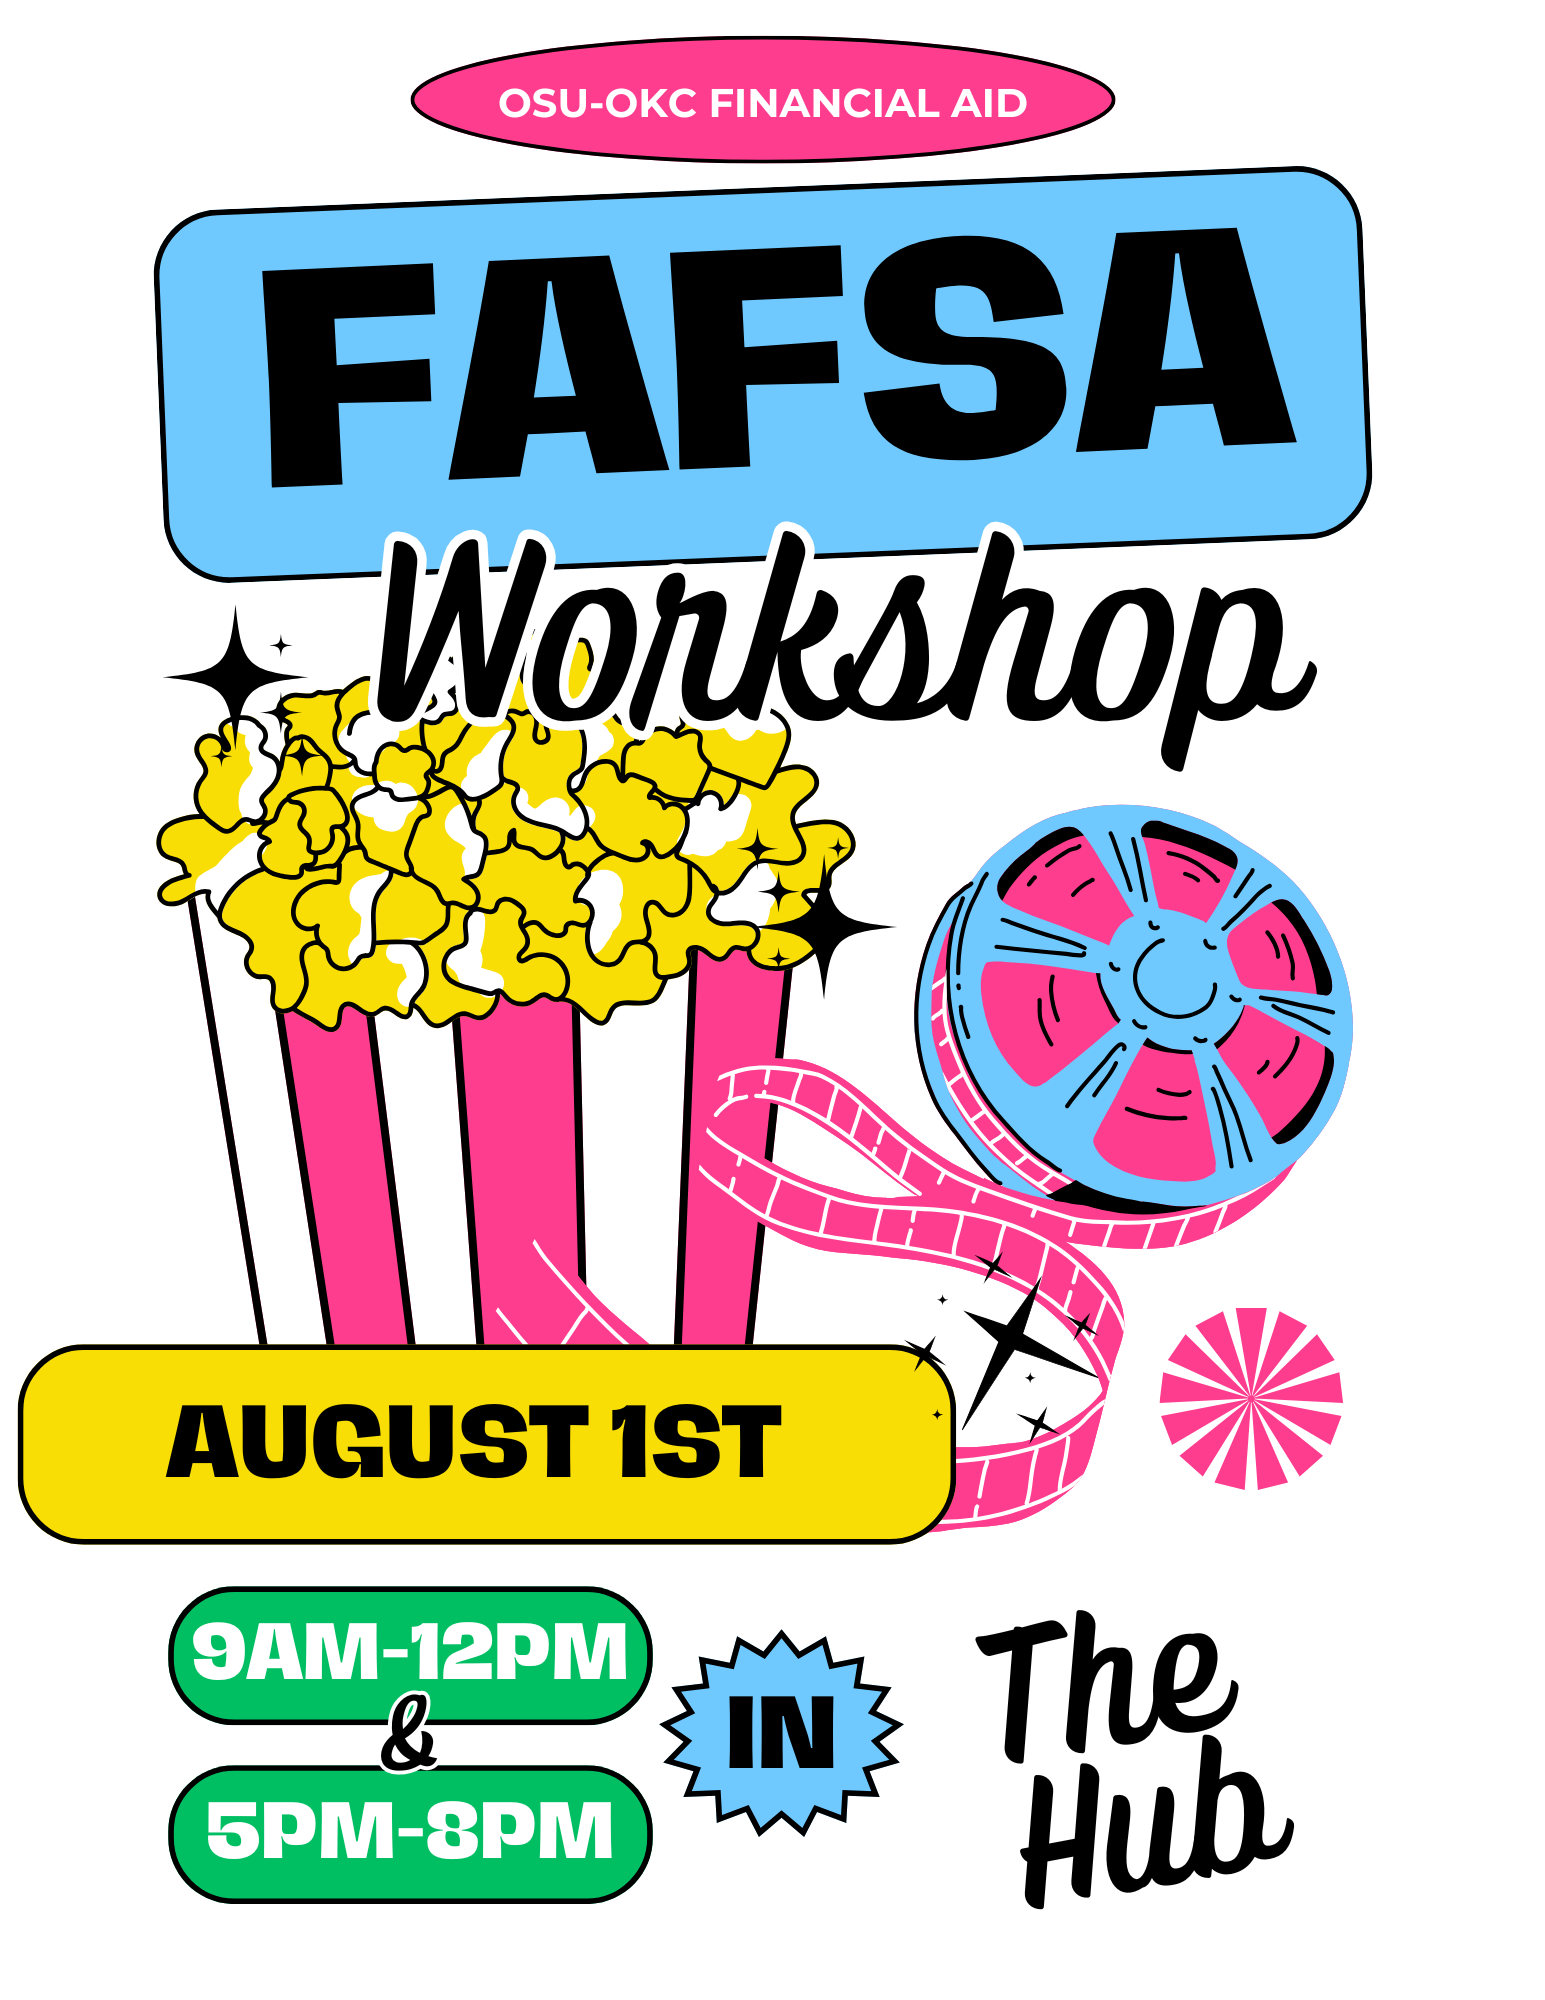 OSU-OKC FINANCIAL AID
FAFSA
Workshop
AUGUST 1ST
9AM-12PM
&
5PM-8PM
IN
The
Hub